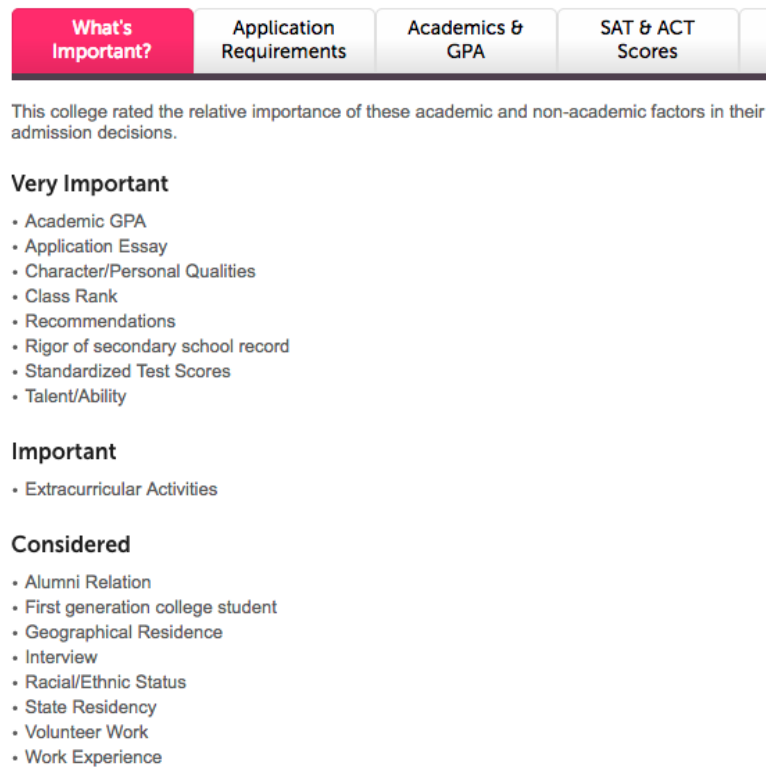 What's Important?
Application Requirements
Academics & GPA
SAT & ACT Scores
This college rated the relative importance of these academic and non-academic factors in their
admission decisions.
Very Important
• Academic GPA
• Application Essay
• Character/Personal Qualities
• Class Rank
• Recommendations
• Rigor of secondary school record
• Standardized Test Scores
• Talent/Ability
Important
• Extracurricular Activities
Considered
• Alumni Relation
• First generation college student
• Geographical Residence
• Interview
• Racial/Ethnic Status
• State Residency
• Volunteer Work
• Work Experience